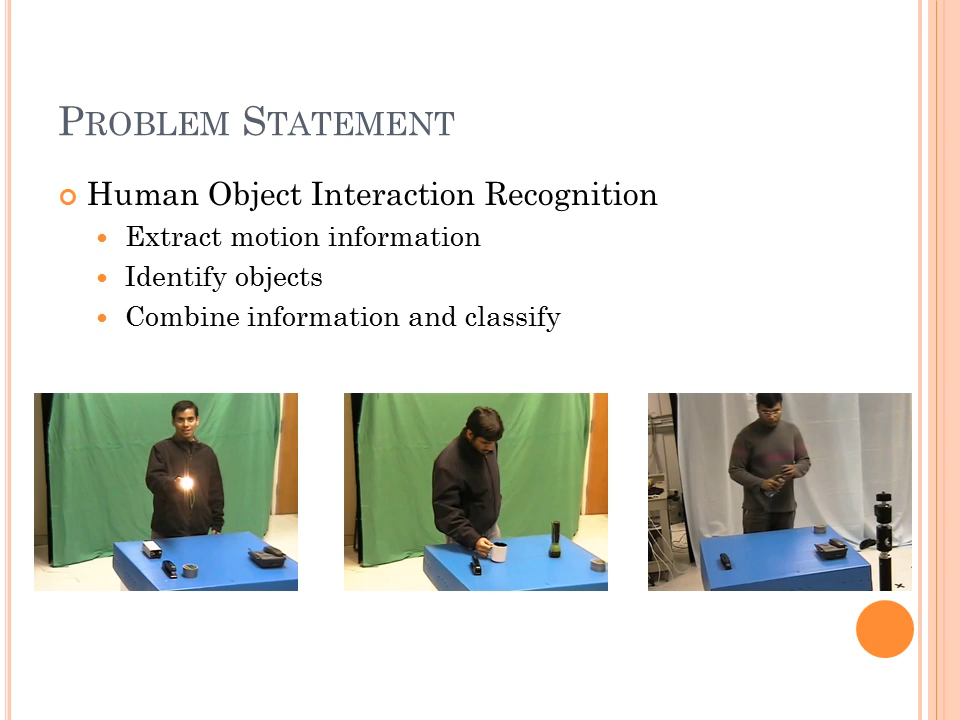 Problem Statement
Human Object Interaction Recognition
Extract motion information
Identify objects
Combine information and classify